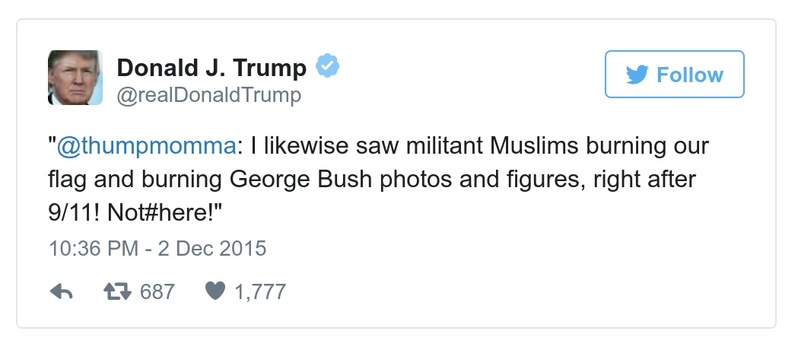 Donald J. Trump
@realDonaldTrump
Follow
"@thumpmomma: I likewise saw militant Muslims burning our
flag and burning George Bush photos and figures, right after
9/11! Not#here!"
10:36 PM - 2 Dec 2015
687 1,777